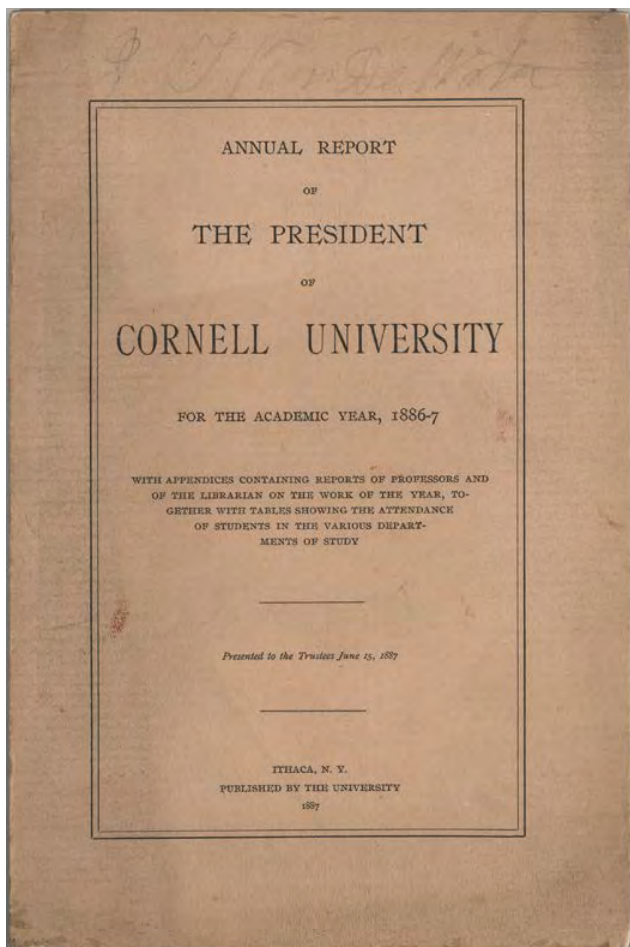 ANNUAL REPORT
OF
THE PRESIDENT
OF
CORNELL UNIVERSITY
FOR THE ACADEMIC YEAR, 1886-7
WITH APPENDICES CONTAINING REPORTS OF PROFESSORS AND
OF THE LIBRARIAN ON THE WORK OF THE YEAR, TO-
GETHER WITH TABLES SHOWING THE ATTENDANCE
OF STUDENTS IN THE VARIOUS DEPART-
MENTS OF STUDY
Presented to the Trustees June 15, 1887
ITHACA, N. Y.
PUBLISHED BY THE UNIVERSITY
1887